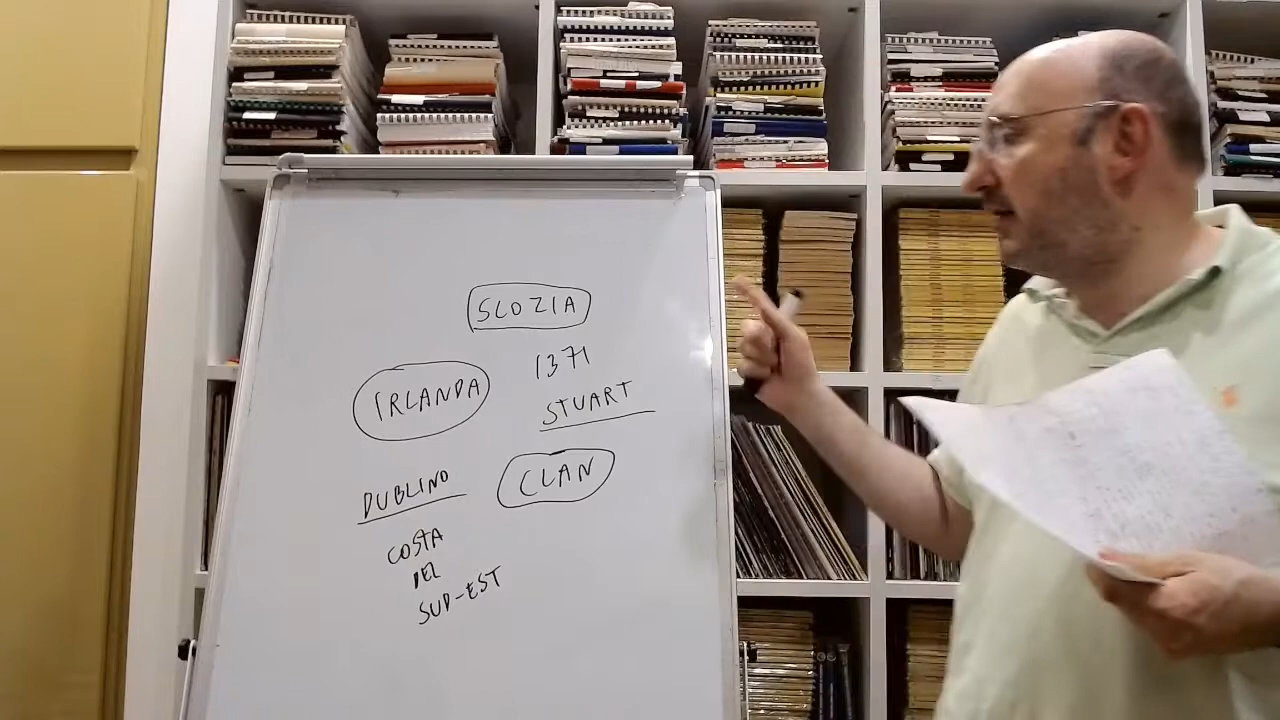 SCOZIA
1371
STUART
CLAN
IRLANDA
DUBLINO
COSTA
DEL
SUD-EST